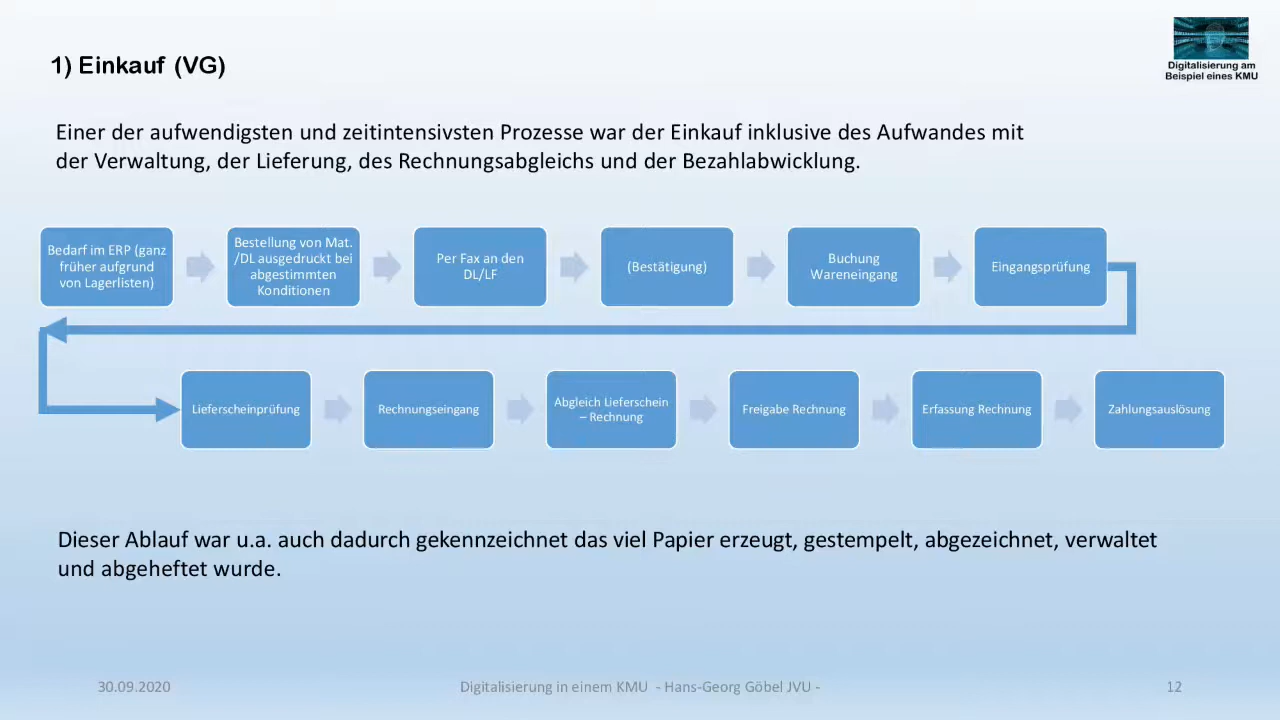 Digitalisierung am
Beispiel eines KMU
1) Einkauf (VG)
Einer der aufwendigsten und zeitintensivsten Prozesse war der Einkauf inklusive des Aufwandes mit
der Verwaltung, der Lieferung, des Rechnungsabgleichs und der Bezahlabwicklung.
Bedarf im ERP (ganz
früher aufgrund
von Lagerlisten)
Bestellung von Mat.
/DL ausgedruckt bei
abgestimmten
Konditionen
Per Fax an den
DL/LF
(Bestätigung)
Buchung
Wareneingang
Eingangsprüfung
Lieferscheinprüfung
Rechnungseingang
Abgleich Lieferschein
– Rechnung
Freigabe Rechnung
Erfassung Rechnung
Zahlungsauslösung
Dieser Ablauf war u.a. auch dadurch gekennzeichnet das viel Papier erzeugt, gestempelt, abgezeichnet, verwaltet
und abgeheftet wurde.
30.09.2020
Digitalisierung in einem KMU - Hans-Georg Göbel JVU -
12